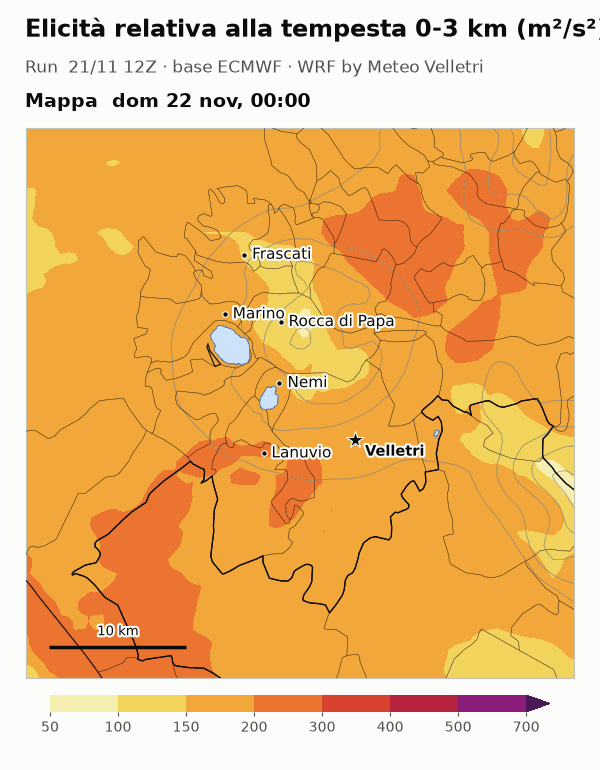 Elicità relativa alla tempesta 0-3 km (m²/s²)
Run 21/11 12Z · base ECMWF · WRF by Meteo Velletri
Mappa dom 22 nov, 00:00
Frascati
Marino
Rocca di Papa
Nemi
Velletri
Lanuvio
10 km
50 100 150 200 300 400 500 700